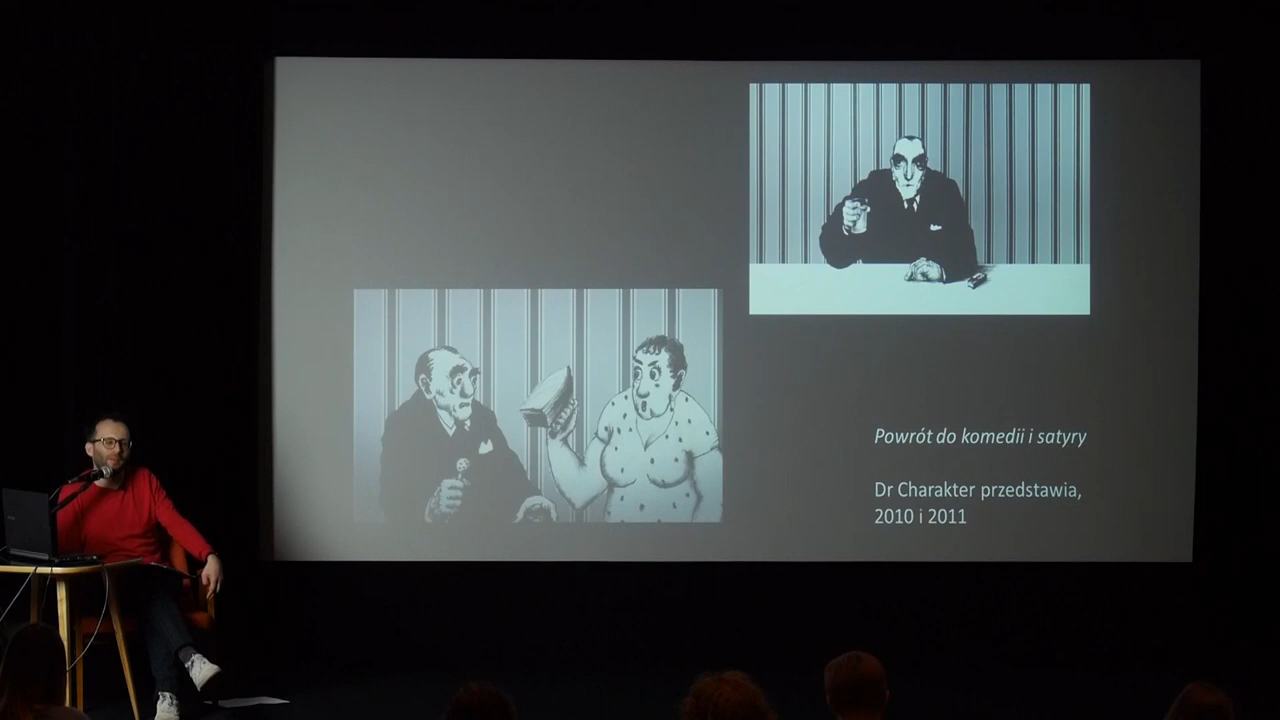 Powrót do komedii i satyry
Dr Charakter przedstawia,
2010 i 2011